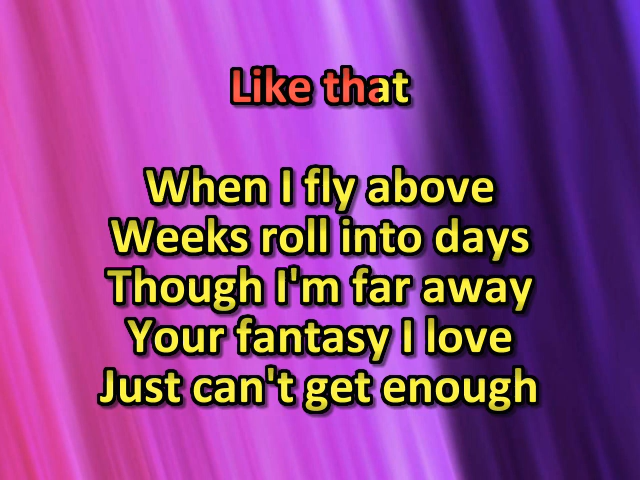 Like that
When I fly above
Weeks roll into days
Though I'm far away
Your fantasy I love
Just can't get enough